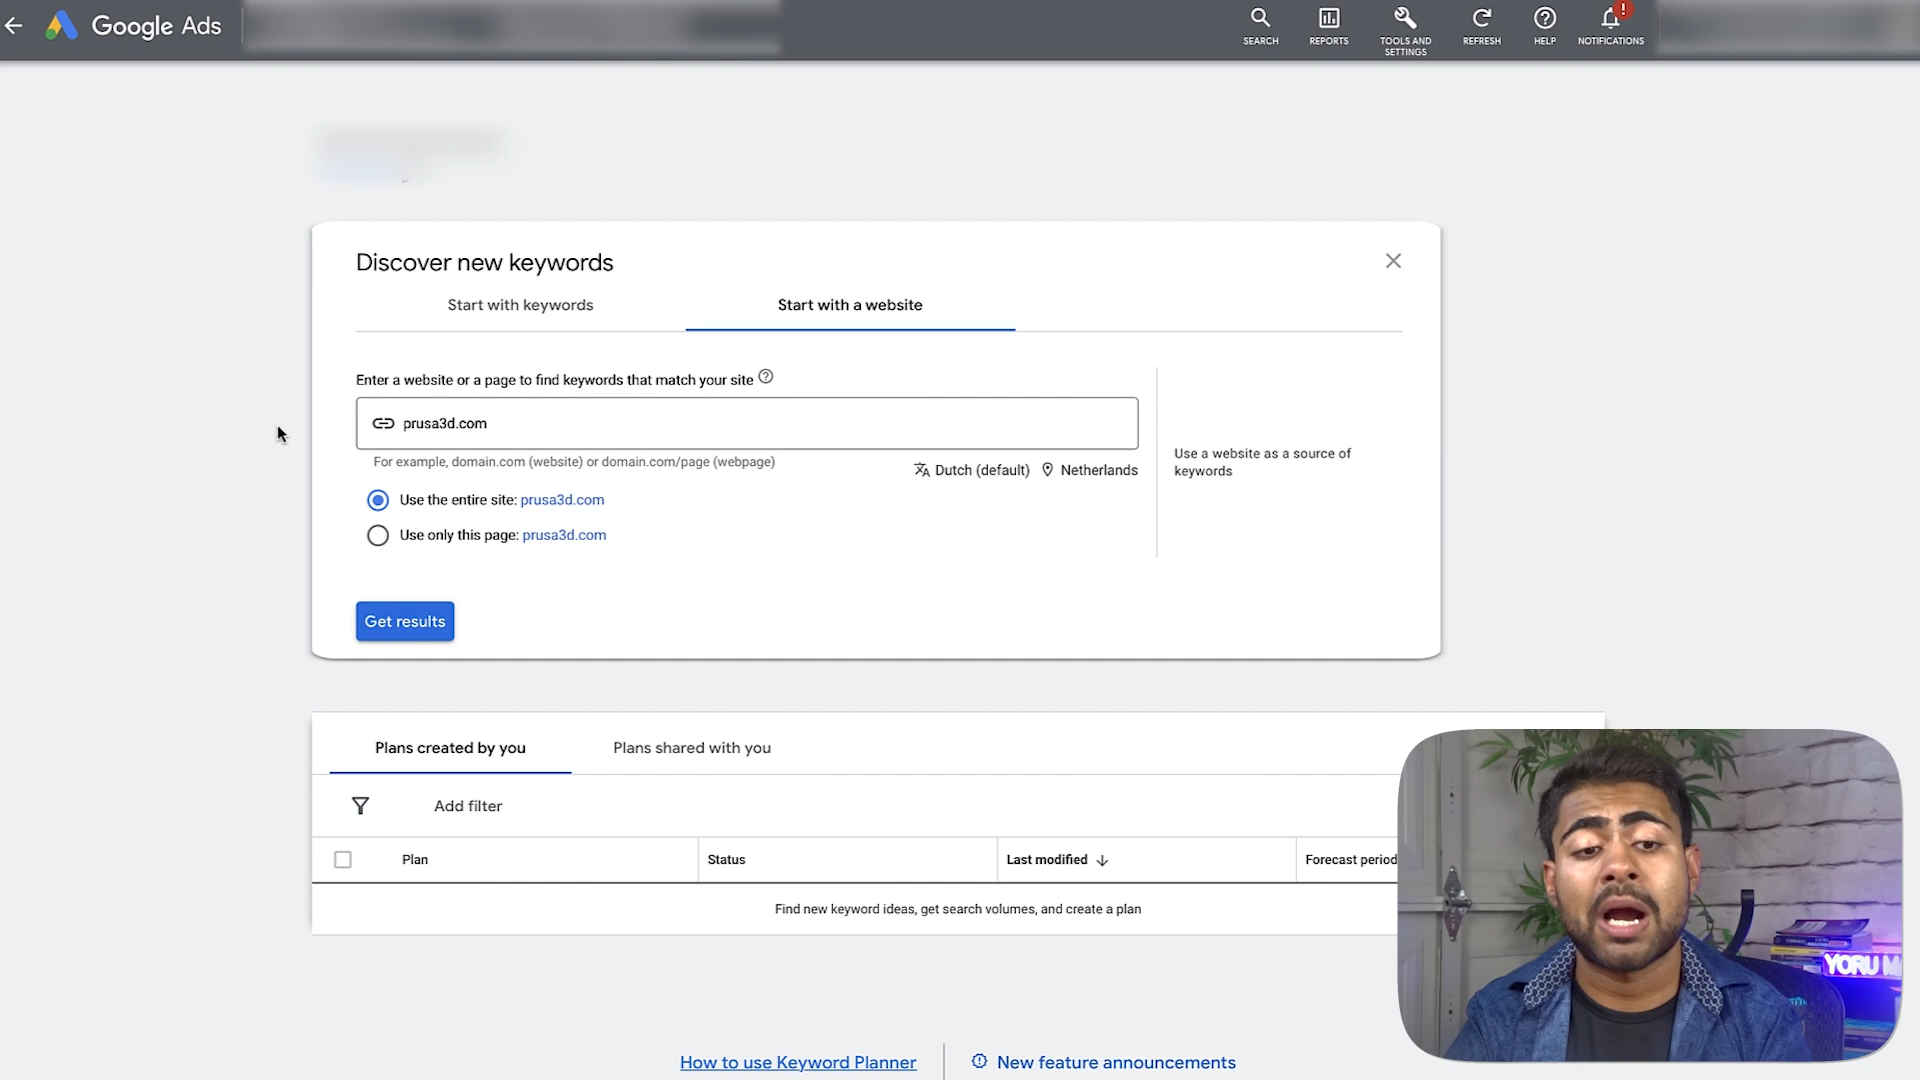 Google Ads
SEARCH
REPORTS
TOOLS AND
SETTINGS
REFRESH
HELP
!
NOTIFICATIONS
Discover new keywords
Start with keywords
Start with a website
Enter a website or a page to find keywords that match your site
prusa3d.com
For example, domain.com (website) or domain.com/page (webpage)
Dutch (default)
Netherlands
Use a website as a source of
keywords
Use the entire site: prusa3d.com
Use only this page: prusa3d.com
Get results
Plans created by you
Plans shared with you
Add filter
Plan
Status
Last modified
Forecast period
Find new keyword ideas, get search volumes, and create a plan
YORU M
How to use Keyword Planner
New feature announcements